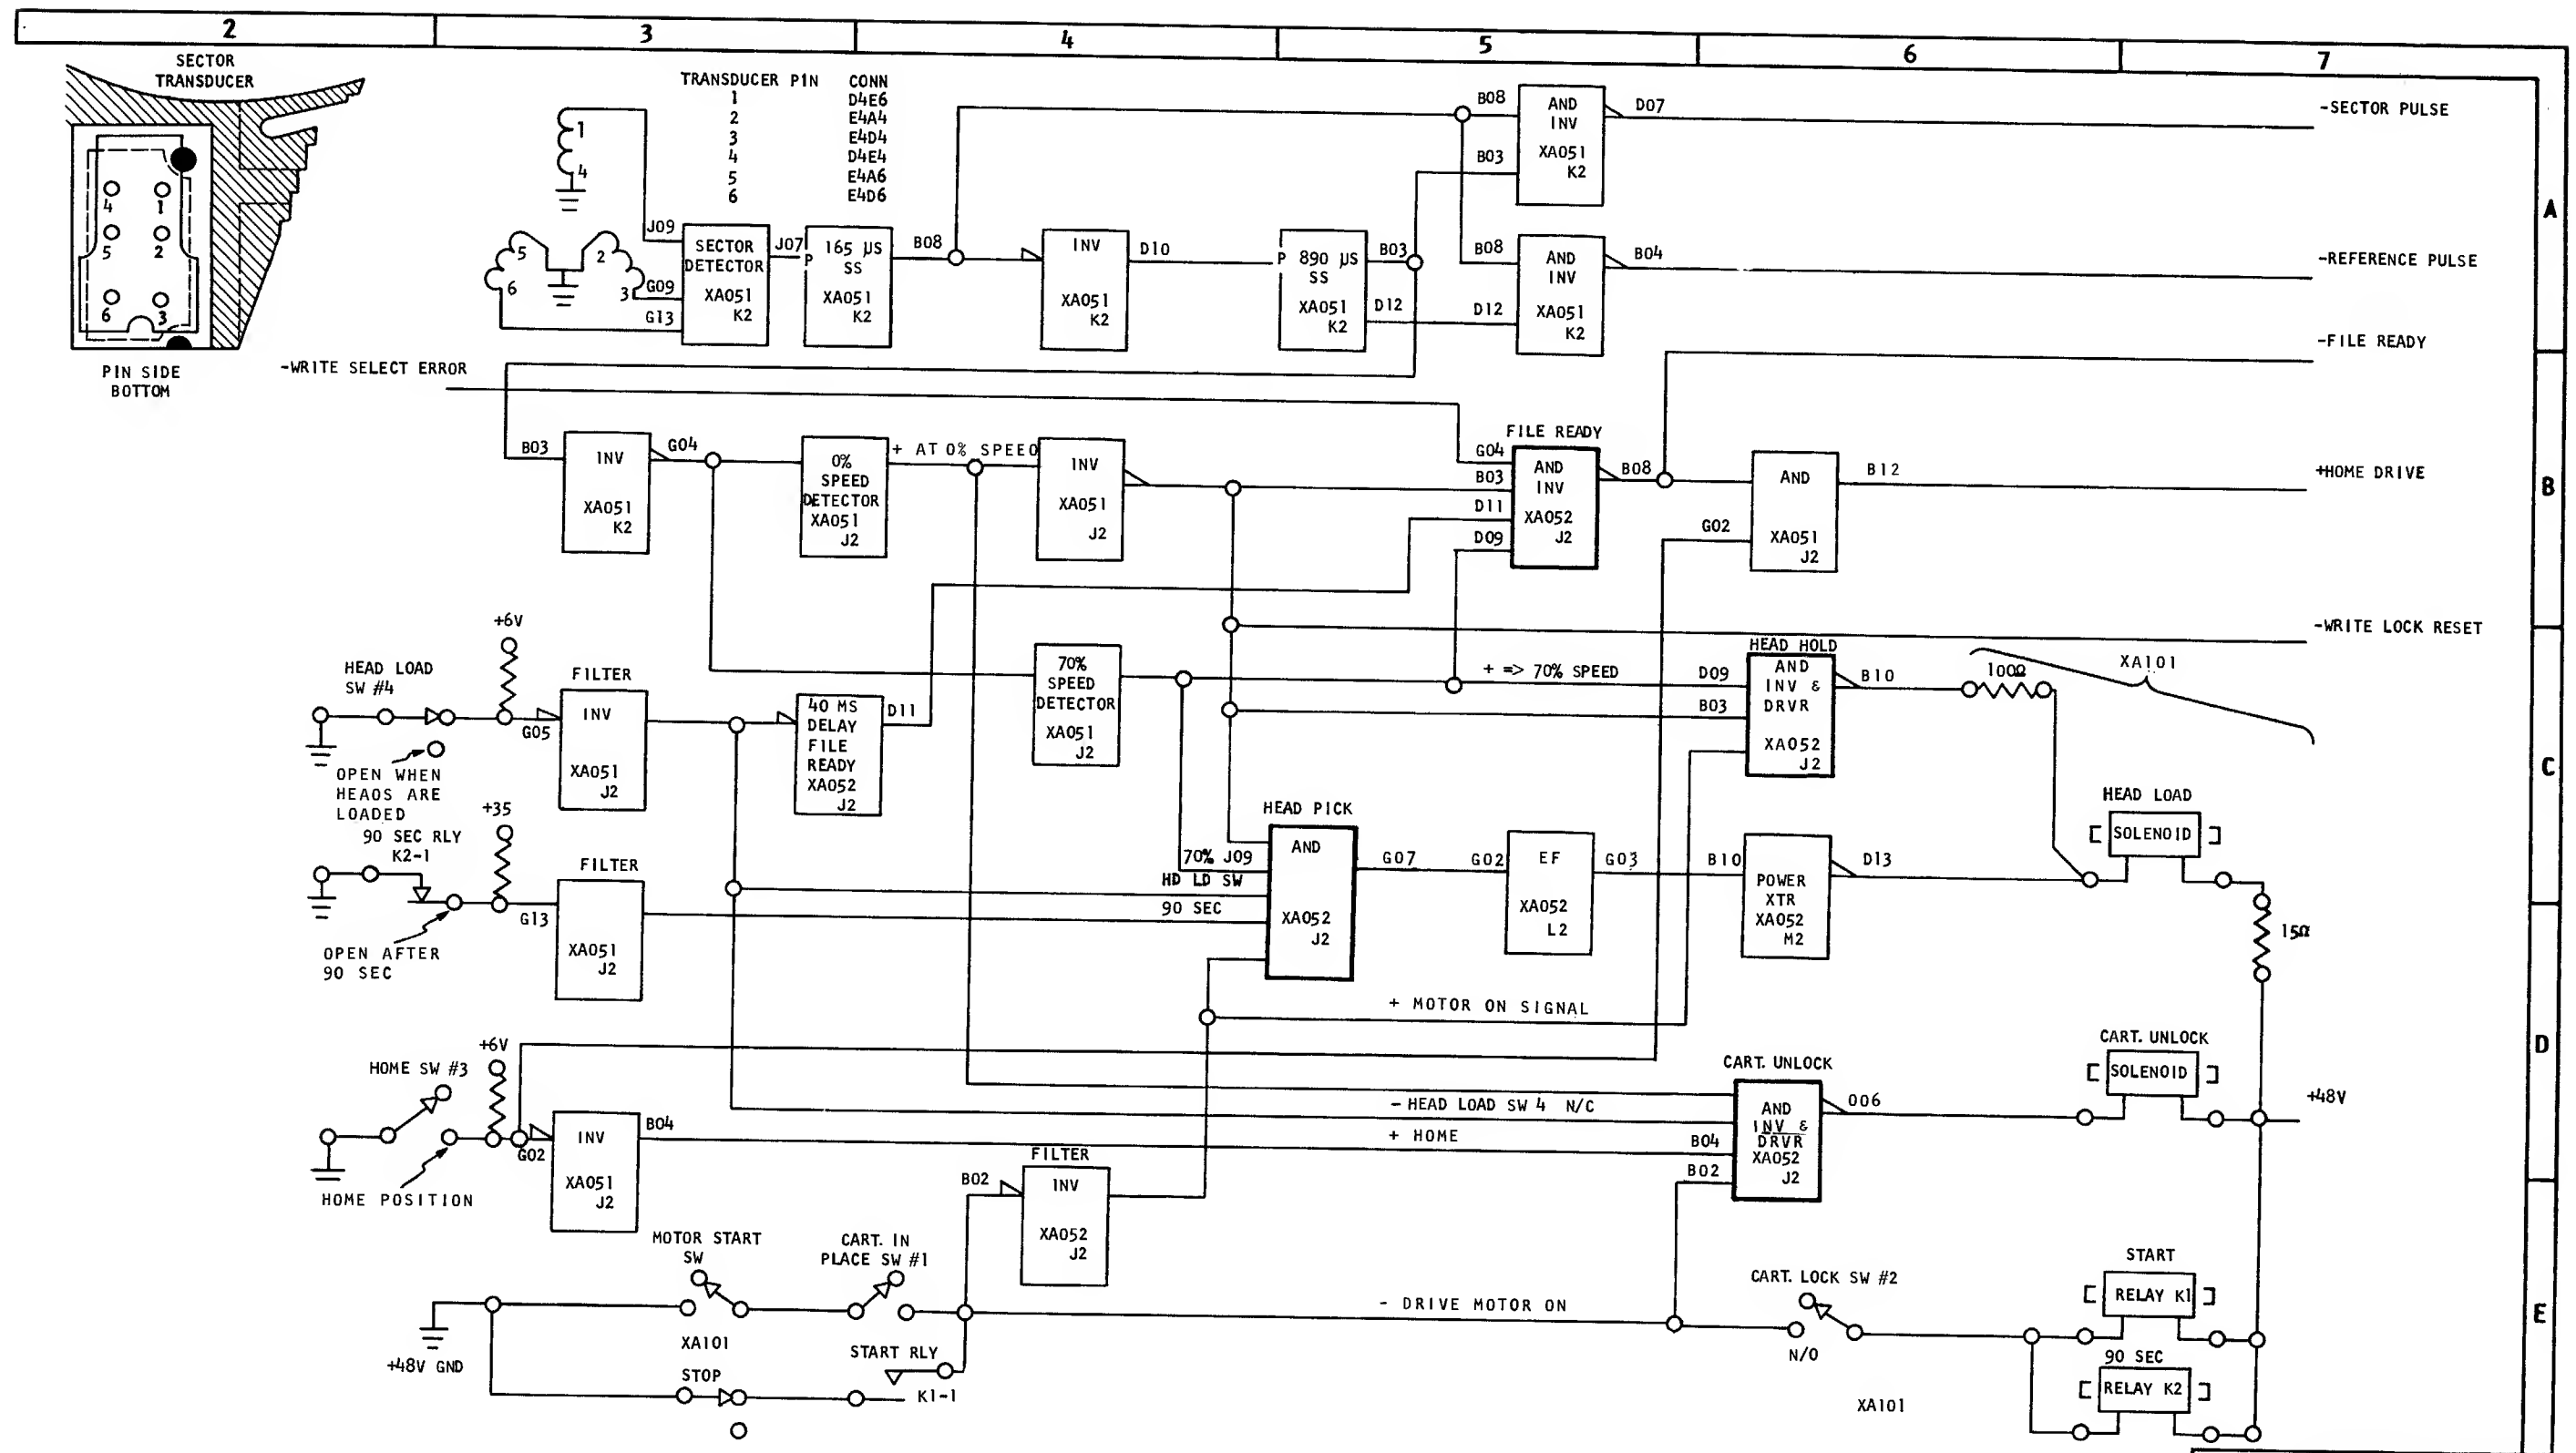 2 3 4 5 6 7
SECTOR
TRANSDUCER
4 1
5 2
6 3
PIN SIDE
BOTTOM
TRANSDUCER PIN CONN
1 D4E6
2 E4A4
3 E4D4
4 D4E4
5 E4A6
6 E4D6
1
4
5
6
2
3
J09
G09
G13
SECTOR
DETECTOR
XA051
K2
J07
P
165 µS
SS
XA051
K2
B08
INV
XA051
K2
D10
P
890 µS
SS
XA051
K2
B03
D12
B08
B03
AND
INV
XA051
K2
D07
-SECTOR PULSE
B08
D12
AND
INV
XA051
K2
B04
-REFERENCE PULSE
A
-FILE READY
-WRITE SELECT ERROR
B03
INV
XA051
K2
G04
0%
SPEED
DETECTOR
XA051
J2
+ AT 0% SPEED
INV
XA051
J2
FILE READY
G04
B03
D11
D09
AND
INV
XA052
J2
B08
G02
AND
XA051
J2
B12
+HOME DRIVE
B
-WRITE LOCK RESET
+6V
HEAD LOAD
SW #4
G05
OPEN WHEN
HEADS ARE
LOADED
FILTER
INV
XA051
J2
40 MS
DELAY
FILE
READY
XA052
J2
D11
70%
SPEED
DETECTOR
XA051
J2
+ => 70% SPEED
D09
B03
HEAD HOLD
AND
INV &
DRVR
XA052
J2
B10
100Ω
XA101
C
+35
90 SEC RLY
K2-1
G13
OPEN AFTER
90 SEC
FILTER
XA051
J2
HEAD PICK
70% J09
HD LD SW
90 SEC
AND
XA052
J2
G07
G02
EF
XA052
L2
G03
B10
POWER
XTR
XA052
M2
D13
HEAD LOAD
SOLENOID
15Ω
+ MOTOR ON SIGNAL
D
+6V
HOME SW #3
G02
HOME POSITION
INV
XA051
J2
B04
- HEAD LOAD SW 4 N/C
+ HOME
B04
B02
CART. UNLOCK
AND
INV &
DRVR
XA052
J2
006
CART. UNLOCK
SOLENOID
+48V
FILTER
B02
INV
XA052
J2
MOTOR START
SW
CART. IN
PLACE SW #1
XA101
+48V GND
STOP
START RLY
K1-1
- DRIVE MOTOR ON
CART. LOCK SW #2
N/O
XA101
START
RELAY K1
90 SEC
RELAY K2
E